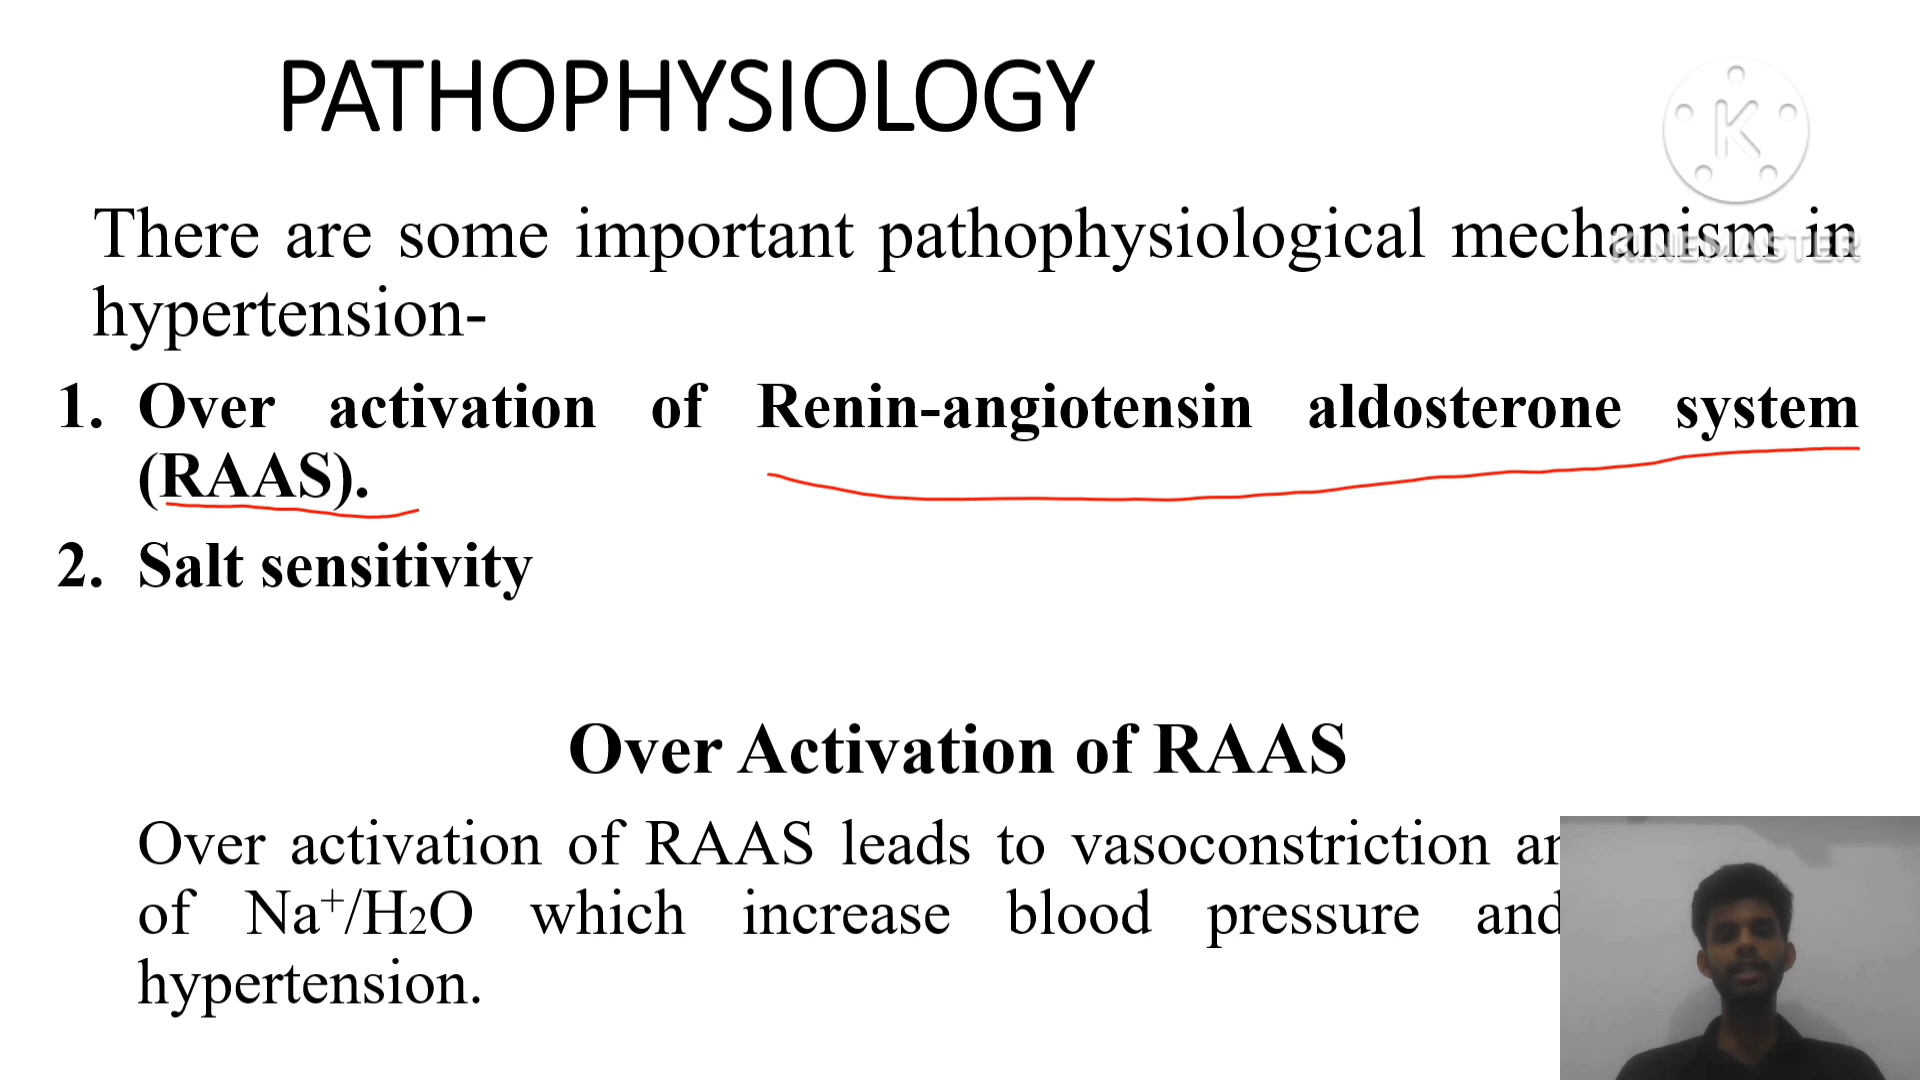 PATHOPHYSIOLOGY
K
KINEMASTER
There are some important pathophysiological mechanism in
hypertension-
1. Over activation of Renin-angiotensin aldosterone system
(RAAS).
2. Salt sensitivity
Over Activation of RAAS
Over activation of RAAS leads to vasoconstriction
of Na⁺/H₂O which increase blood pressure and
hypertension.